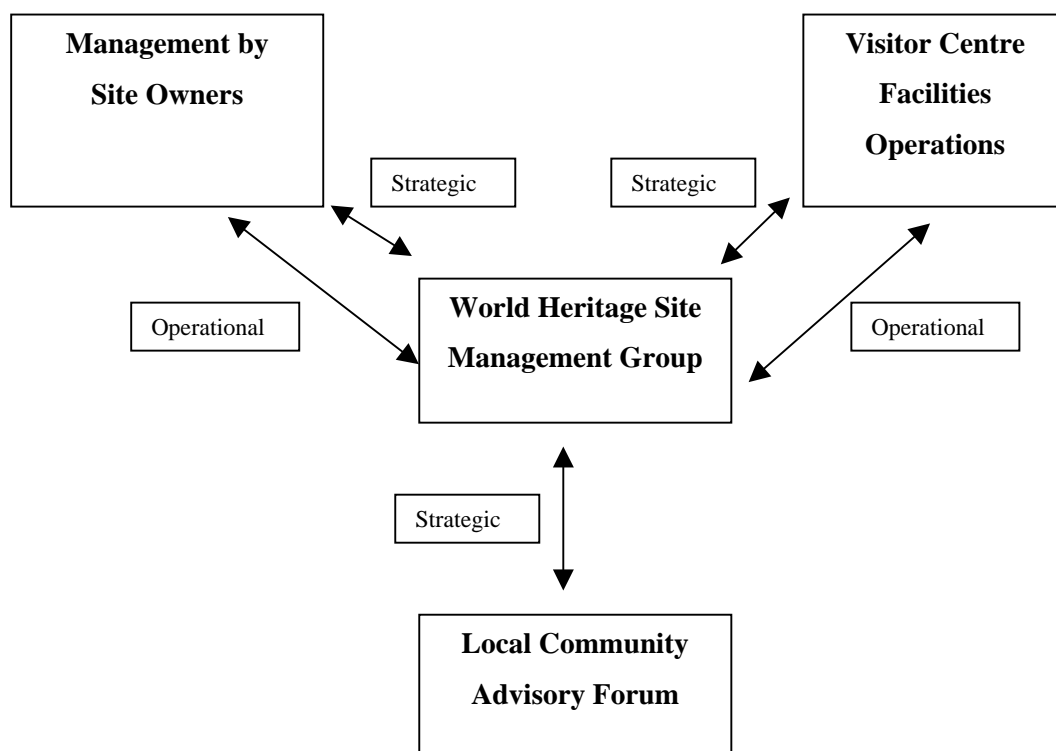 Management by
Site Owners
Visitor Centre
Facilities
Operations
Strategic
Strategic
World Heritage Site
Management Group
Operational
Operational
Strategic
Local Community
Advisory Forum